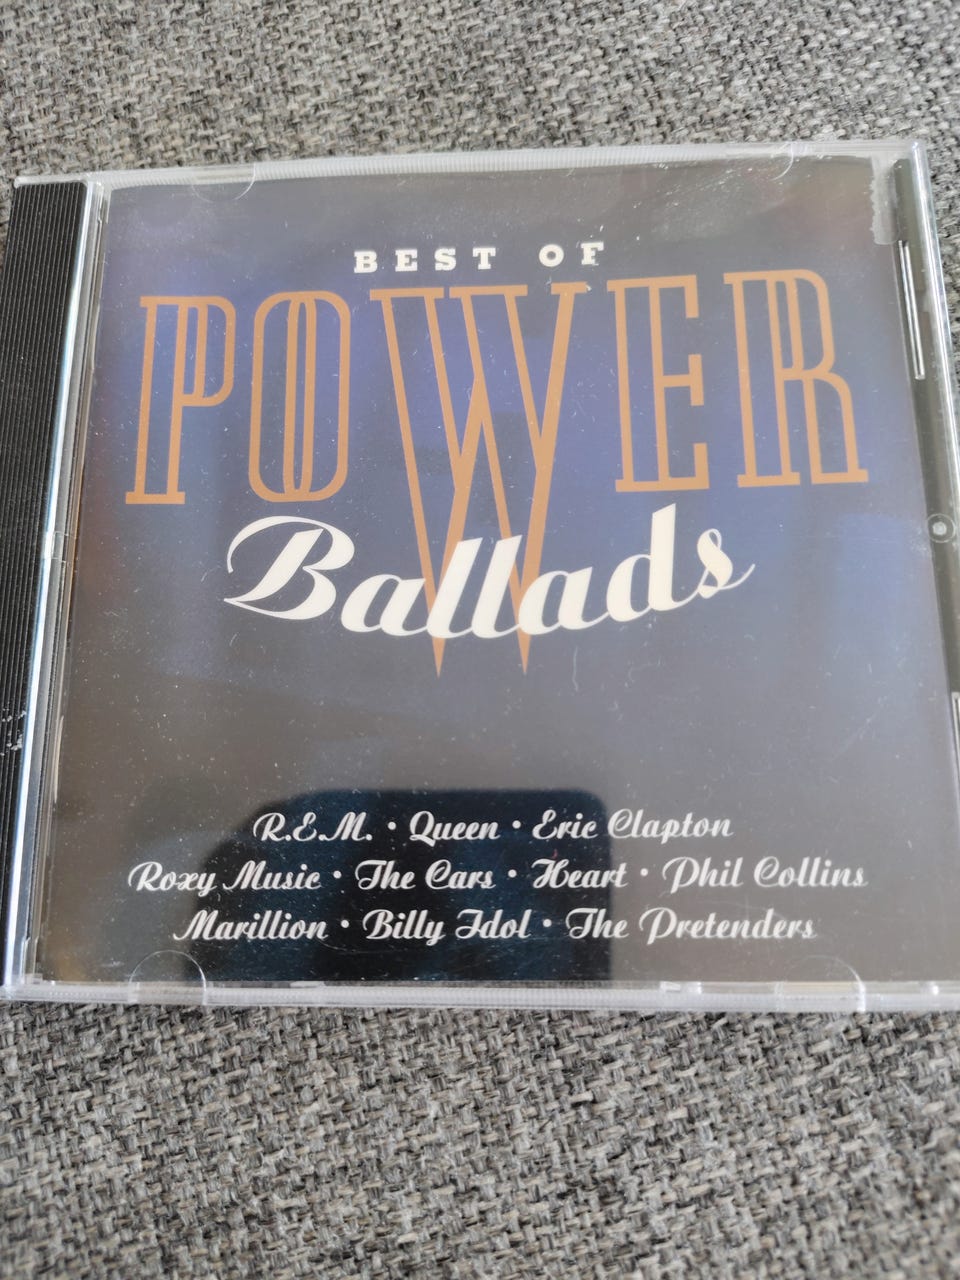 BEST OF
POWER
Ballads
R.E.M. • Queen • Eric Clapton
Roxy Music • The Cars • Heart • Phil Collins
Marillion • Billy Idol • The Pretenders